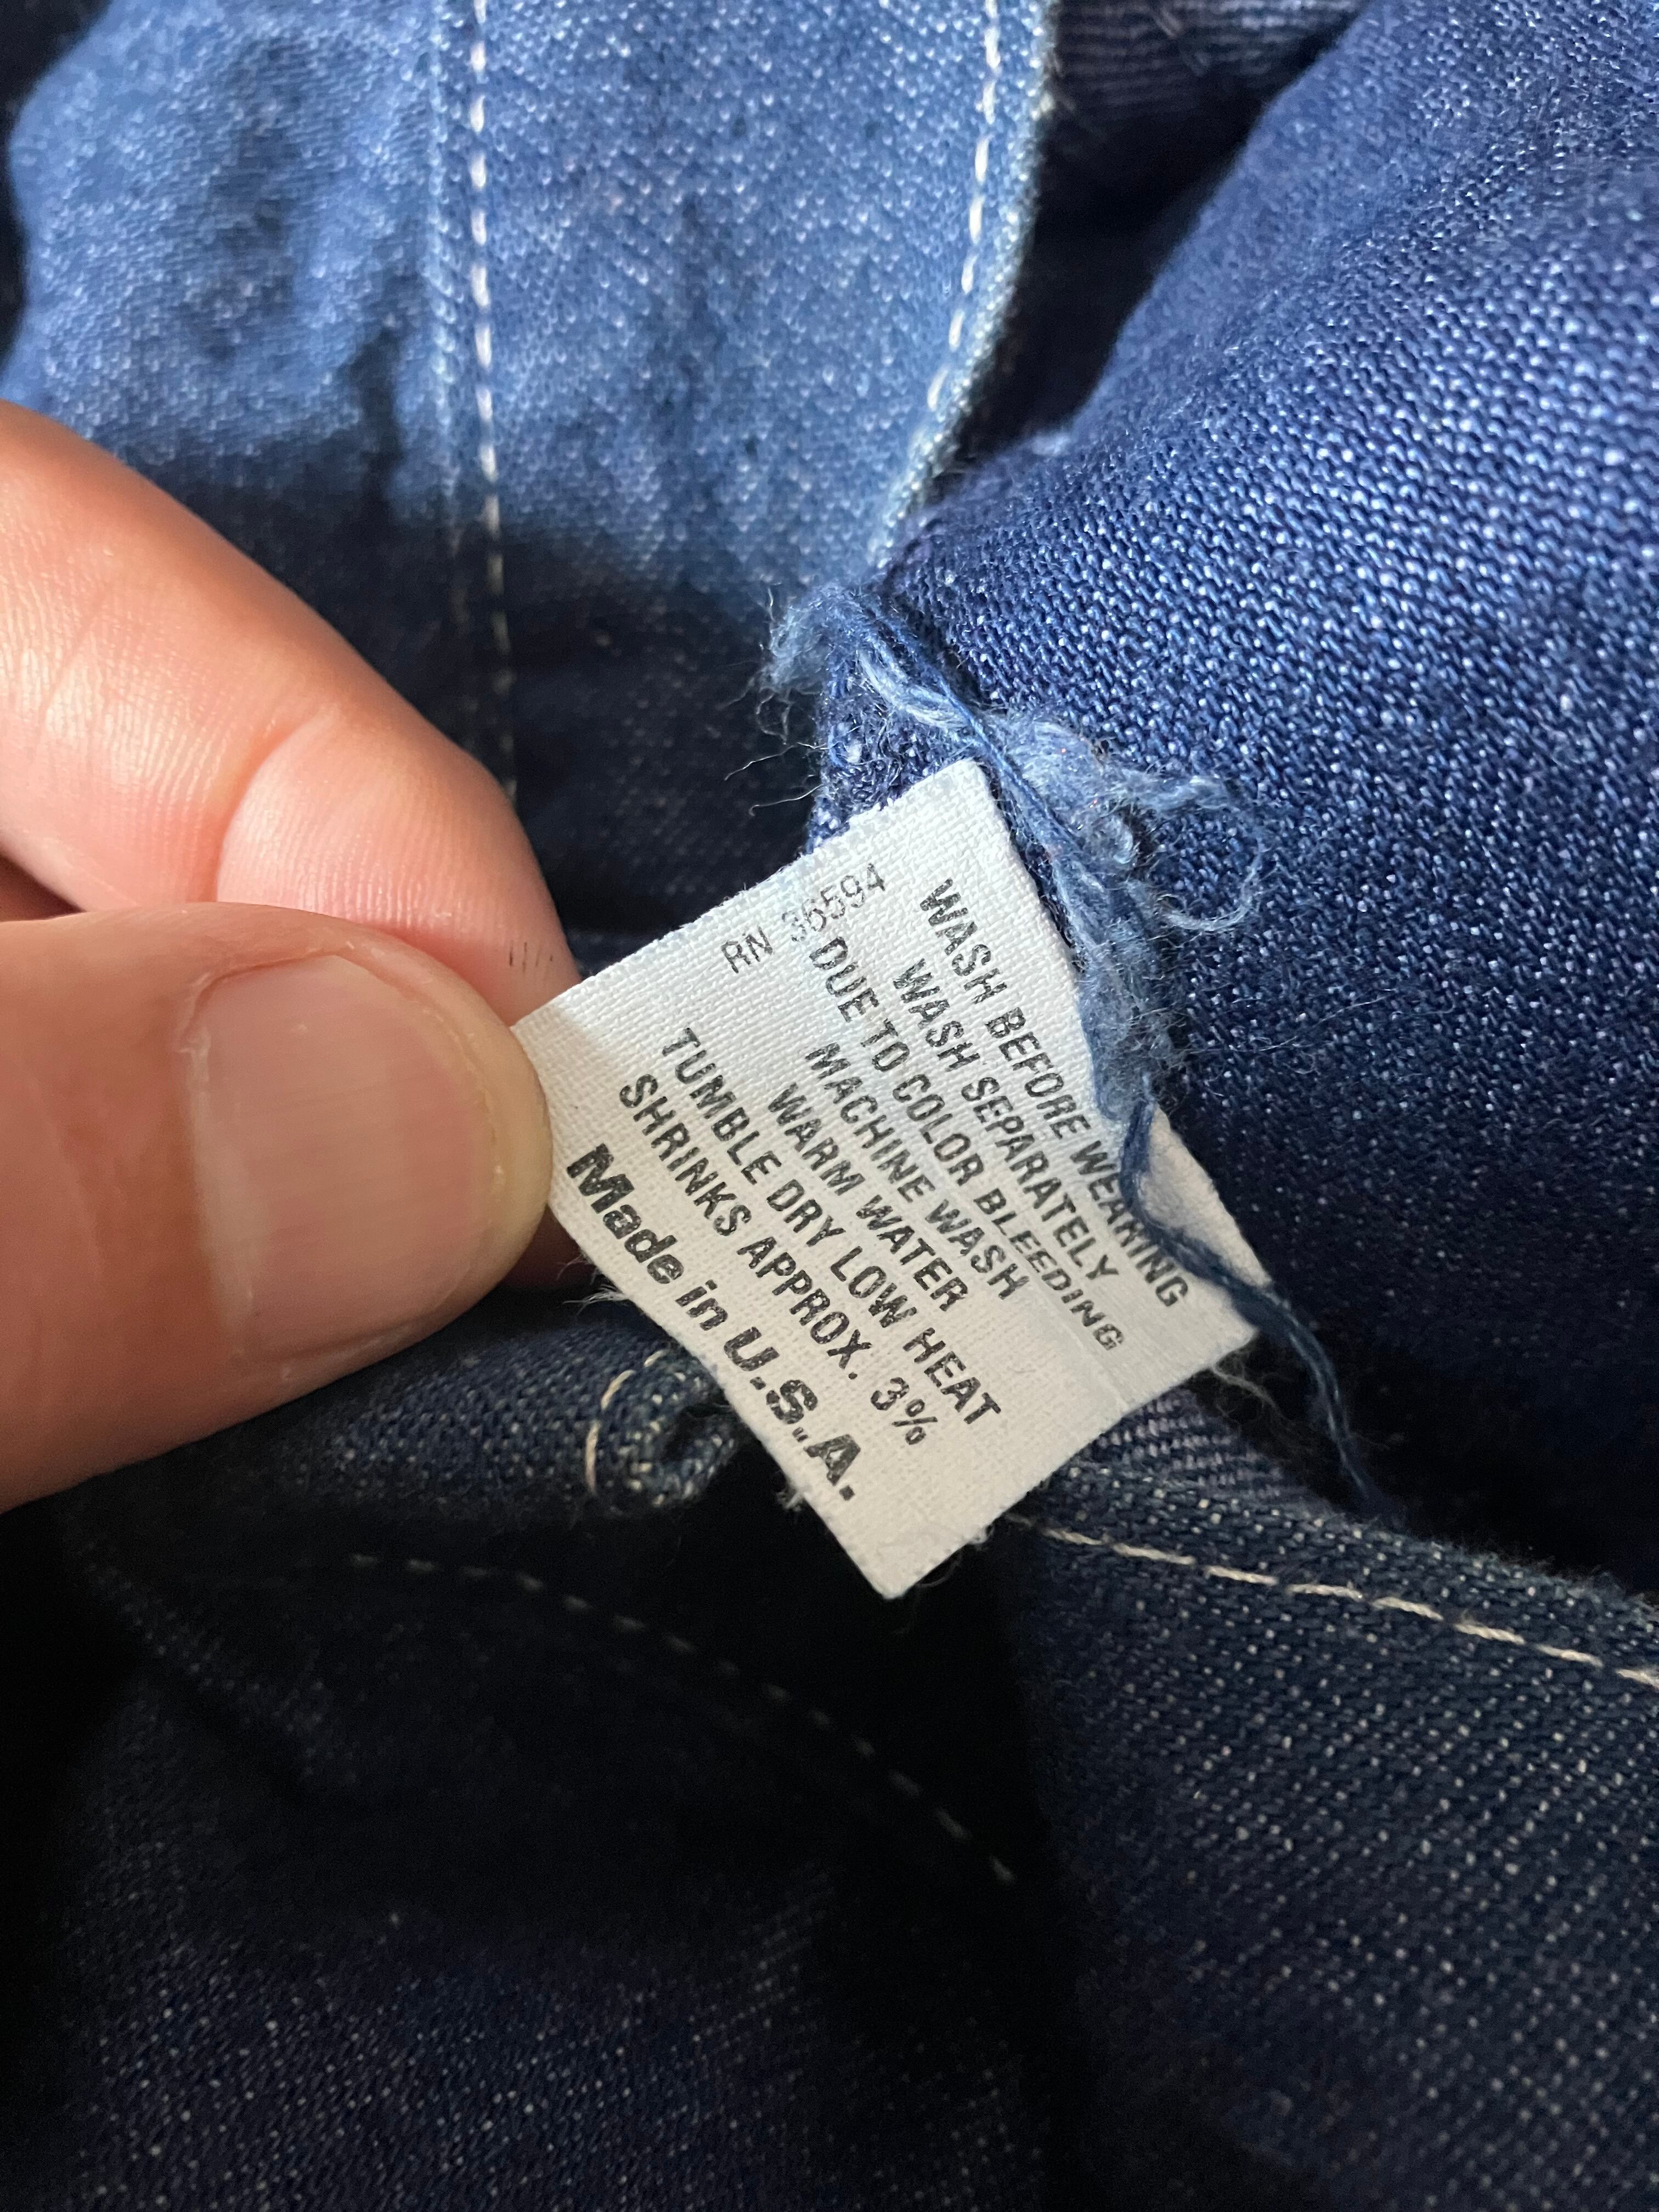 RN 36594
WASH BEFORE WEARING
WASH SEPARATELY
DUE TO COLOR BLEEDING
MACHINE WASH
WARM WATER
TUMBLE DRY LOW HEAT
SHRINKS APPROX. 3%
Made in U.S.A.